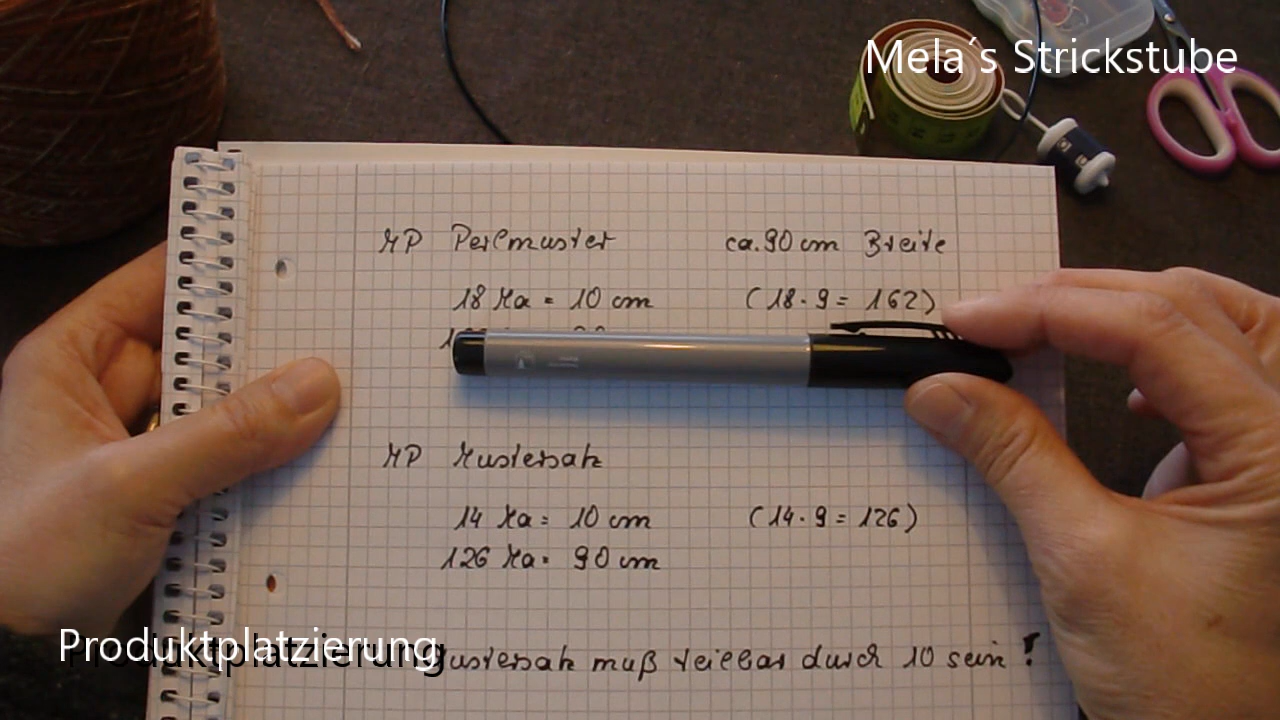 Mela´s Strickstube
MP Perlmuster ca. 90 cm Breite
18 Ma = 10 cm (18 · 9 = 162)
MP Mustersatz
14 Ma = 10 cm (14 · 9 = 126)
126 Ma = 90 cm
Mustersatz muß teilbar durch 10 sein !
Produktplatzierung